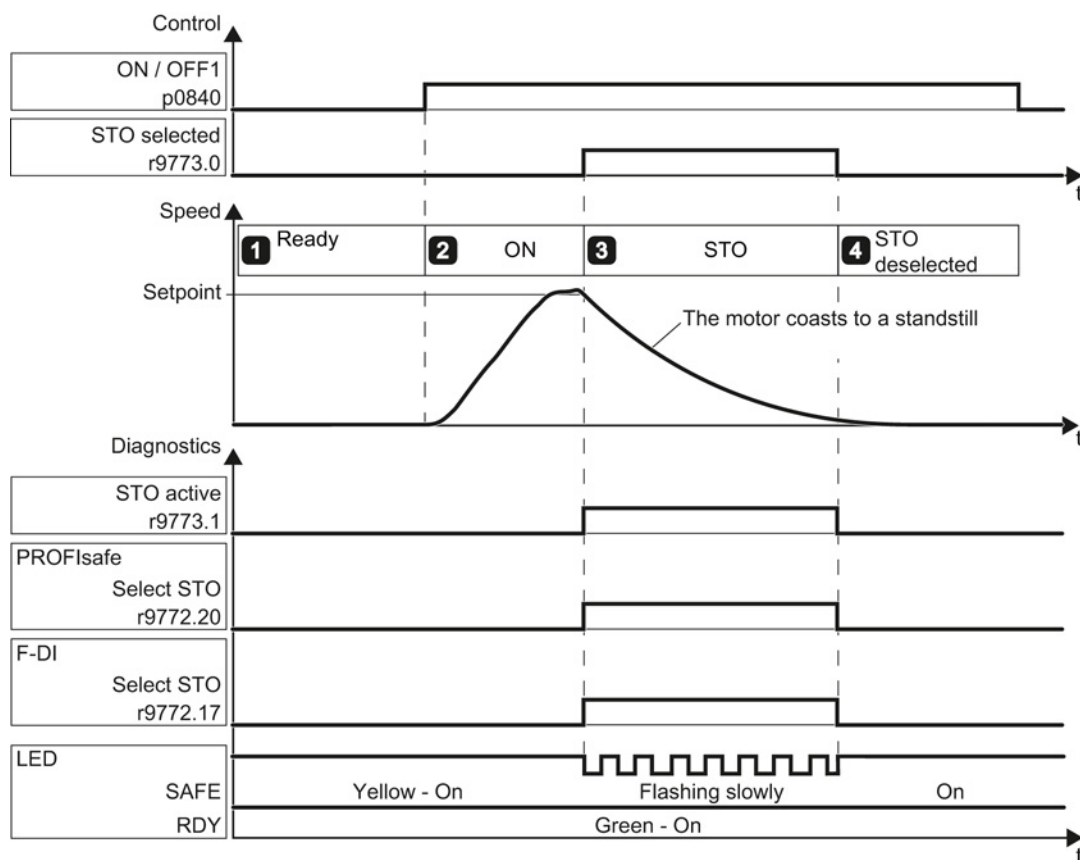 Control
ON / OFF1
p0840
STO selected
r9773.0
t
Speed
1 Ready
2 ON
3 STO
4 STO
deselected
Setpoint
The motor coasts to a standstill
t
Diagnostics
STO active
r9773.1
PROFIsafe
Select STO
r9772.20
F-DI
Select STO
r9772.17
LED
SAFE Yellow - On Flashing slowly On
RDY Green - On
t